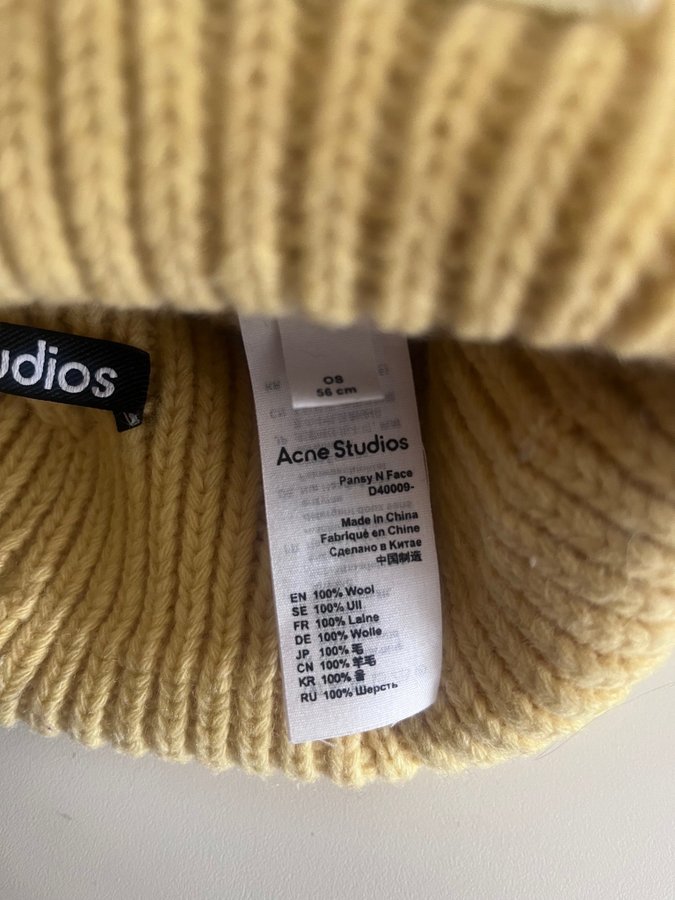 udios
OS
56 cm
Acne Studios
Pansy N Face
D40009-
Made in China
Fabriqué en Chine
Сделано в Китае
中国制造
EN 100% Wool
SE 100% Ull
FR 100% Laine
DE 100% Wolle
JP 100% 毛
CN 100% 羊毛
KR 100%
RU 100% Шерсть